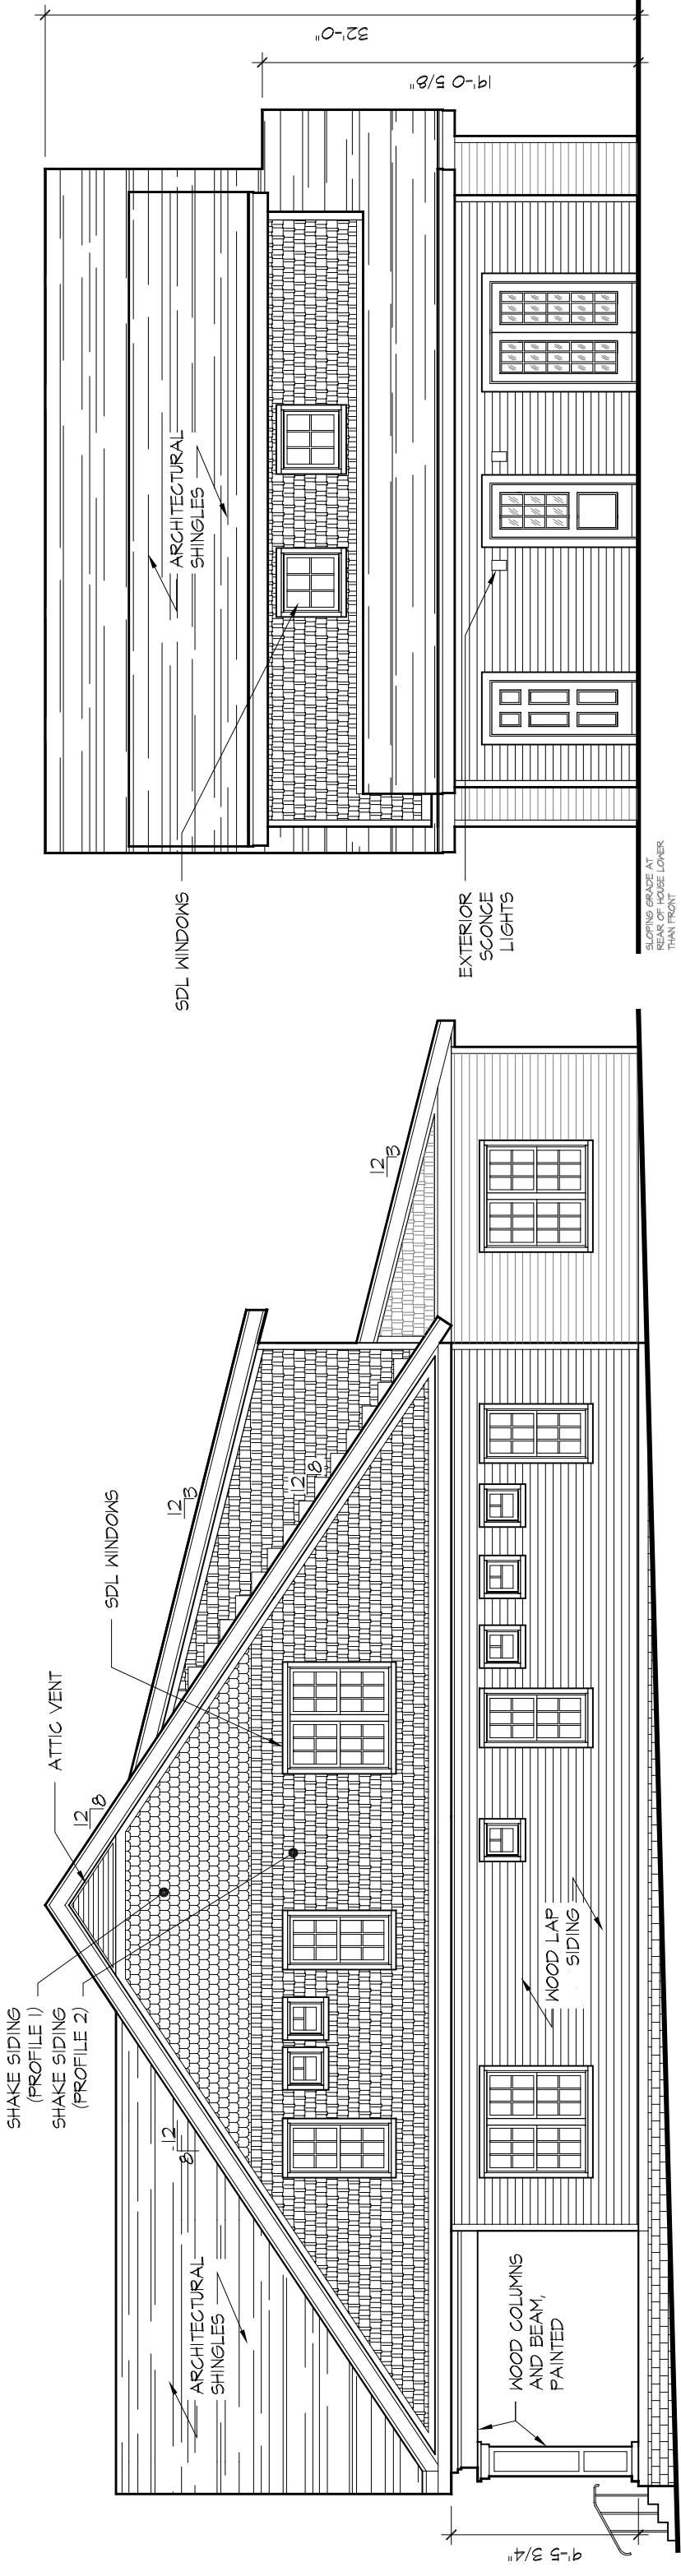 SHAKE SIDING
(PROFILE 1)
SHAKE SIDING
(PROFILE 2)
ATTIC VENT
SDL WINDOWS
12
8
12
8
12
3
12
8
12
3
ARCHITECTURAL
SHINGLES
WOOD LAP
SIDING
WOOD COLUMNS
AND BEAM,
PAINTED
9'-5 3/4"
SDL WINDOWS
ARCHITECTURAL
SHINGLES
EXTERIOR
SCONCE
LIGHTS
SLOPING GRADE AT
REAR OF HOUSE LOWER
THAN FRONT
32'-0"
19'-0 5/8"